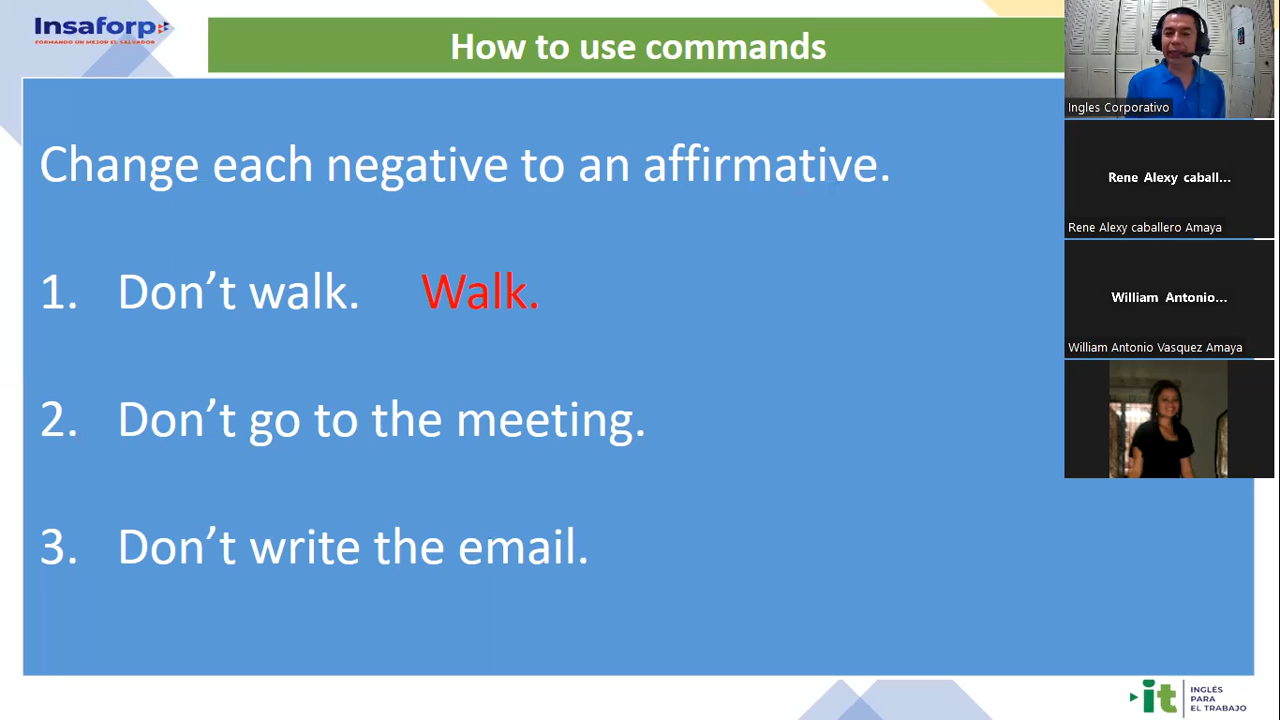 Insaforp
FORMANDO UN MEJOR EL SALVADOR
How to use commands
Change each negative to an affirmative.
1. Don’t walk. Walk.
2. Don’t go to the meeting.
3. Don’t write the email.
Ingles Corporativo
Rene Alexy caball...
Rene Alexy caballero Amaya
William Antonio...
William Antonio Vasquez Amaya
it
INGLÉS
PARA
EL TRABAJO